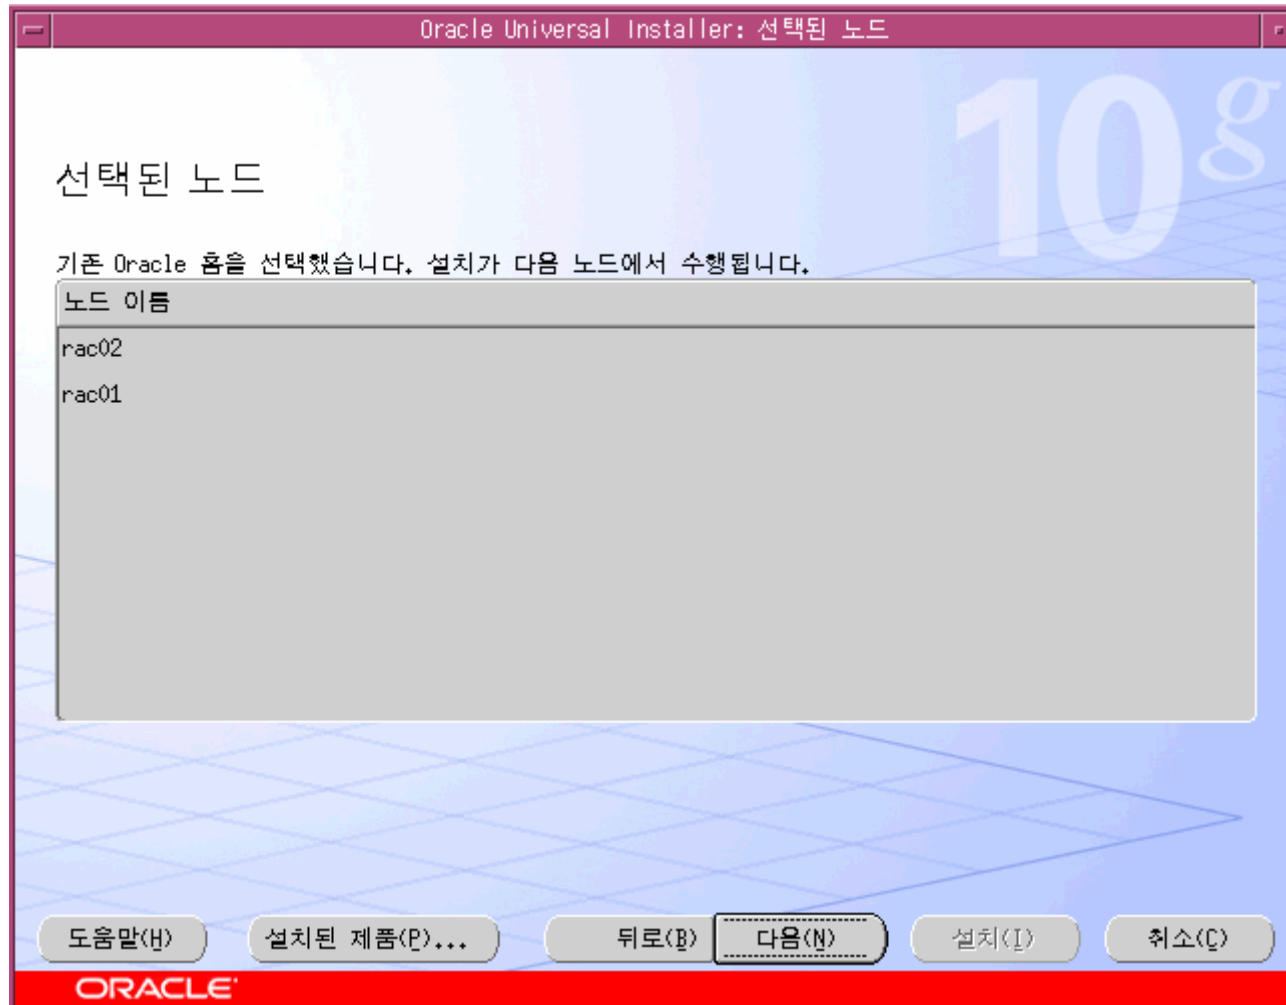 Oracle Universal Installer: 선택된 노드
10g
선택된 노드
기존 Oracle 홈을 선택했습니다. 설치가 다음 노드에서 수행됩니다.
노드 이름
rac02
rac01
도움말(H) 설치된 제품(P)... 뒤로(B) 다음(N) 설치(I) 취소(C)
ORACLE